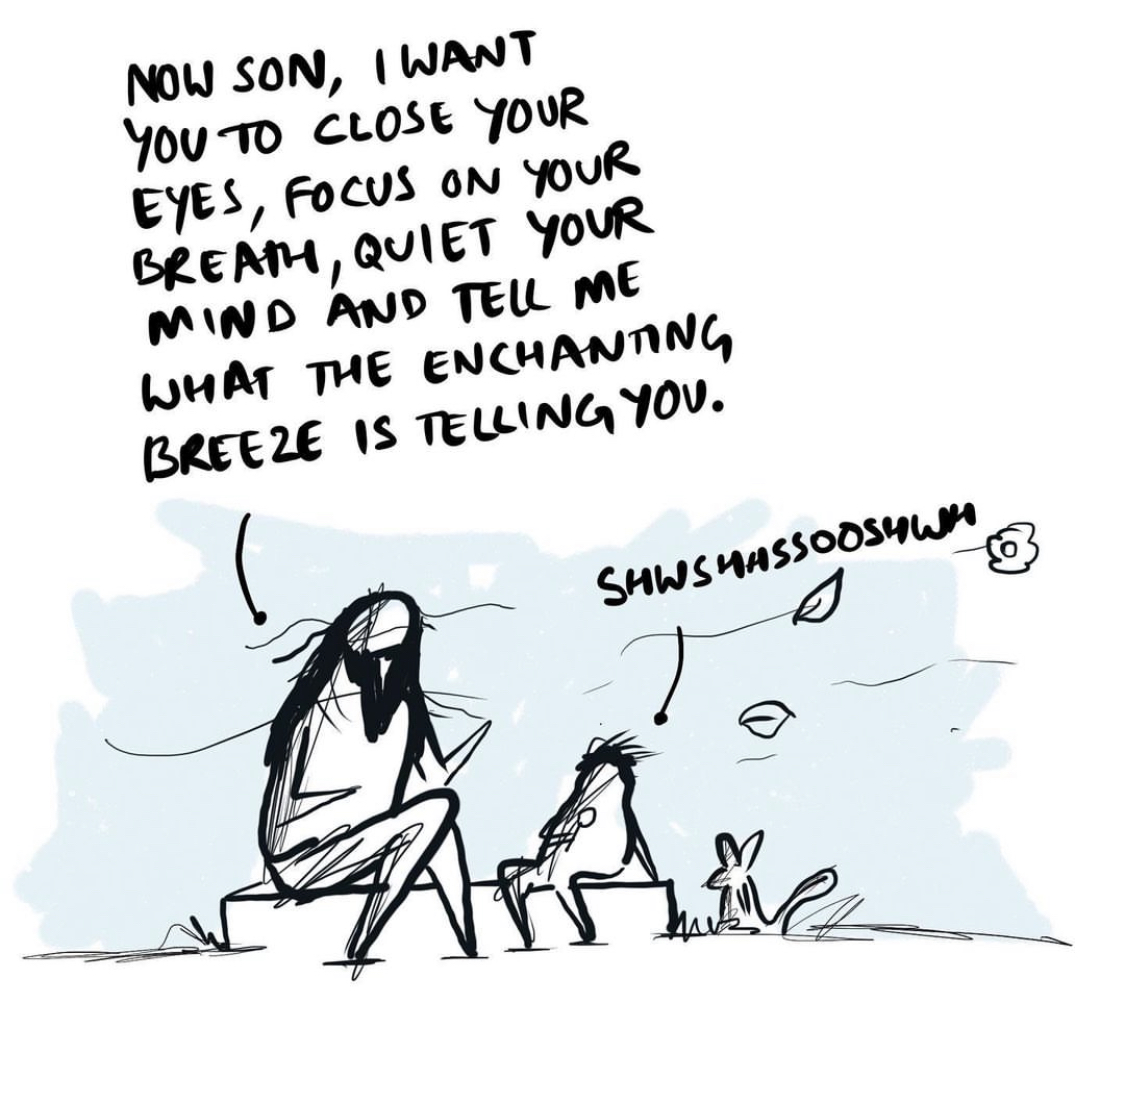 NOW SON, I WANT
YOU TO CLOSE YOUR
EYES, FOCUS ON YOUR
BREATH, QUIET YOUR
MIND AND TELL ME
WHAT THE ENCHANTING
BREEZE IS TELLING YOU.
SHWSHHSSOOSHWH